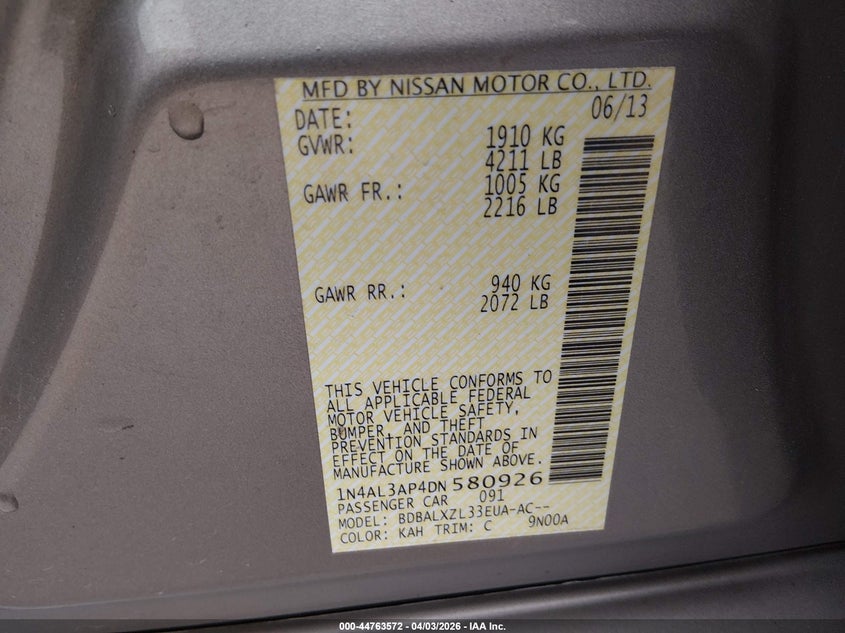 MFD BY NISSAN MOTOR CO., LTD.
DATE: 06/13
GVWR: 1910 KG
4211 LB
GAWR FR.: 1005 KG
2216 LB
GAWR RR.: 940 KG
2072 LB
THIS VEHICLE CONFORMS TO
ALL APPLICABLE FEDERAL
MOTOR VEHICLE SAFETY,
BUMPER, AND THEFT
PREVENTION STANDARDS IN
EFFECT ON THE DATE OF
MANUFACTURE SHOWN ABOVE.
1N4AL3AP4DN580926
PASSENGER CAR 091
MODEL: BDBALXZL33EUA-AC--
COLOR: KAH TRIM: C 9N00A
000-44763572 04/03/2026 - IAA Inc.